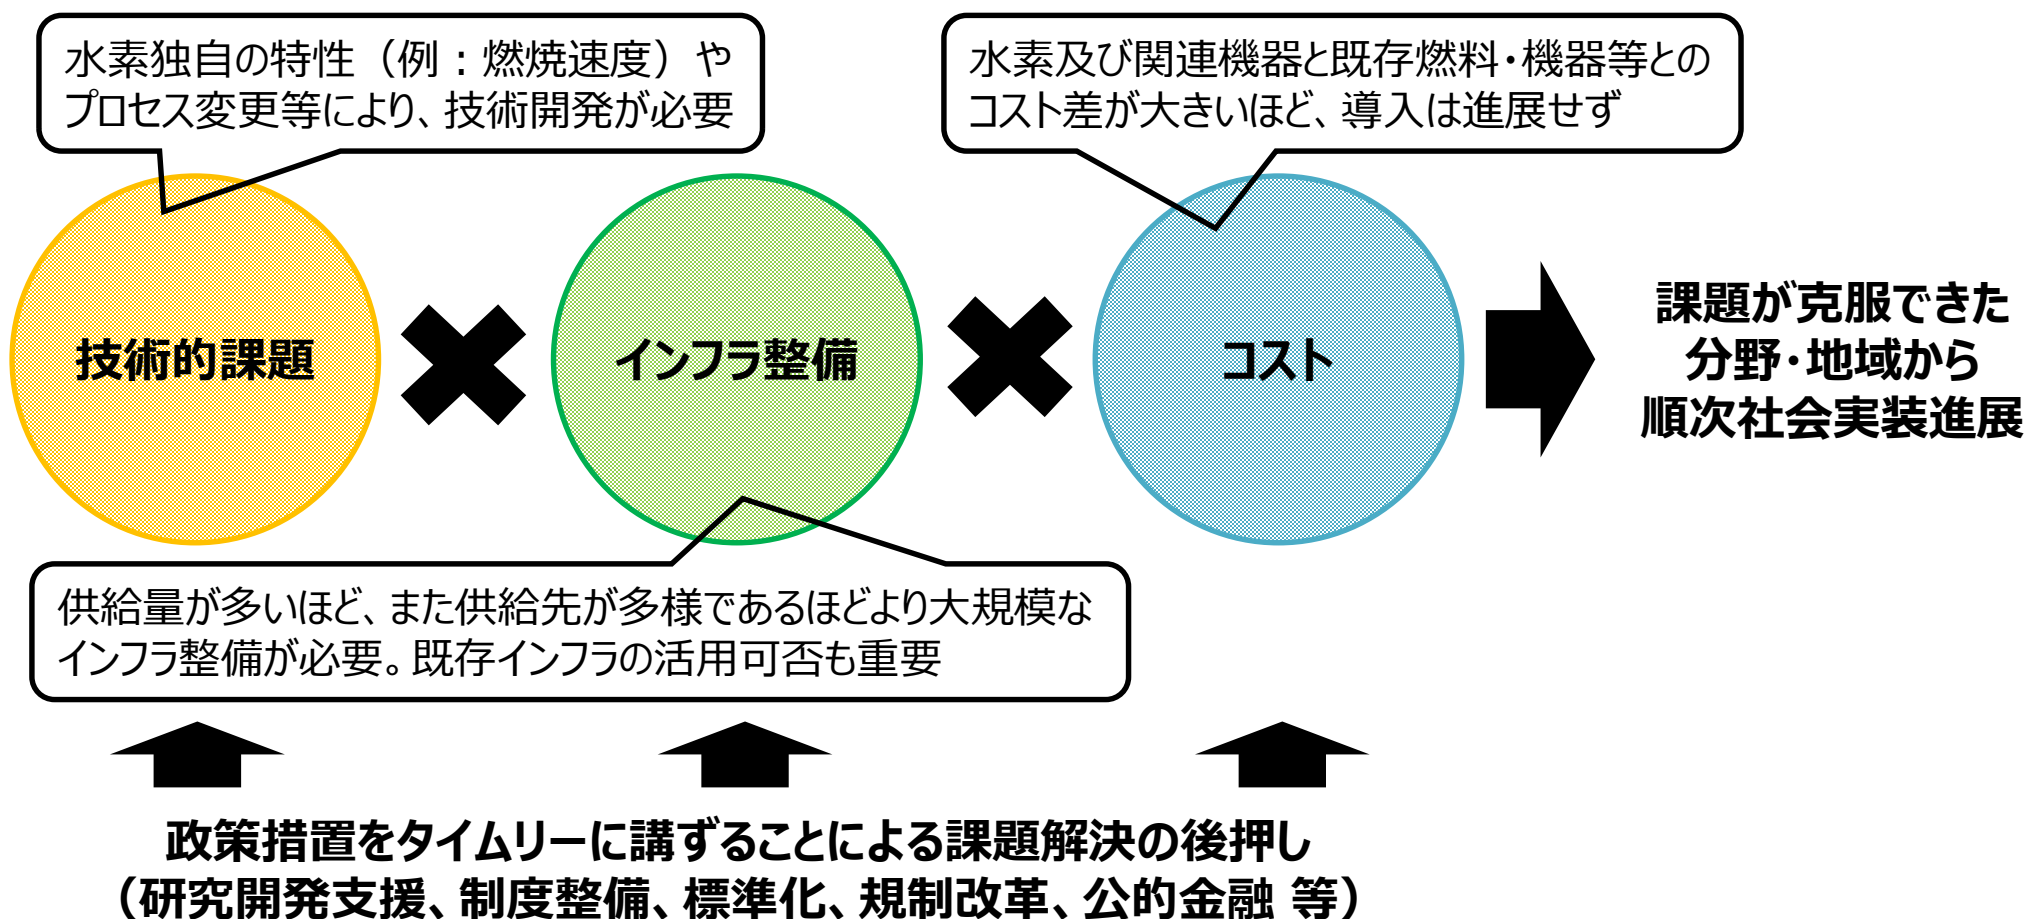 水素独自の特性（例：燃焼速度）や
プロセス変更等により、技術開発が必要
水素及び関連機器と既存燃料・機器等との
コスト差が大きいほど、導入は進展せず
技術的課題
インフラ整備
コスト
課題が克服できた
分野・地域から
順次社会実装進展
供給量が多いほど、また供給先が多様であるほどより大規模な
インフラ整備が必要。既存インフラの活用可否も重要
政策措置をタイムリーに講ずることによる課題解決の後押し
（研究開発支援、制度整備、標準化、規制改革、公的金融 等）